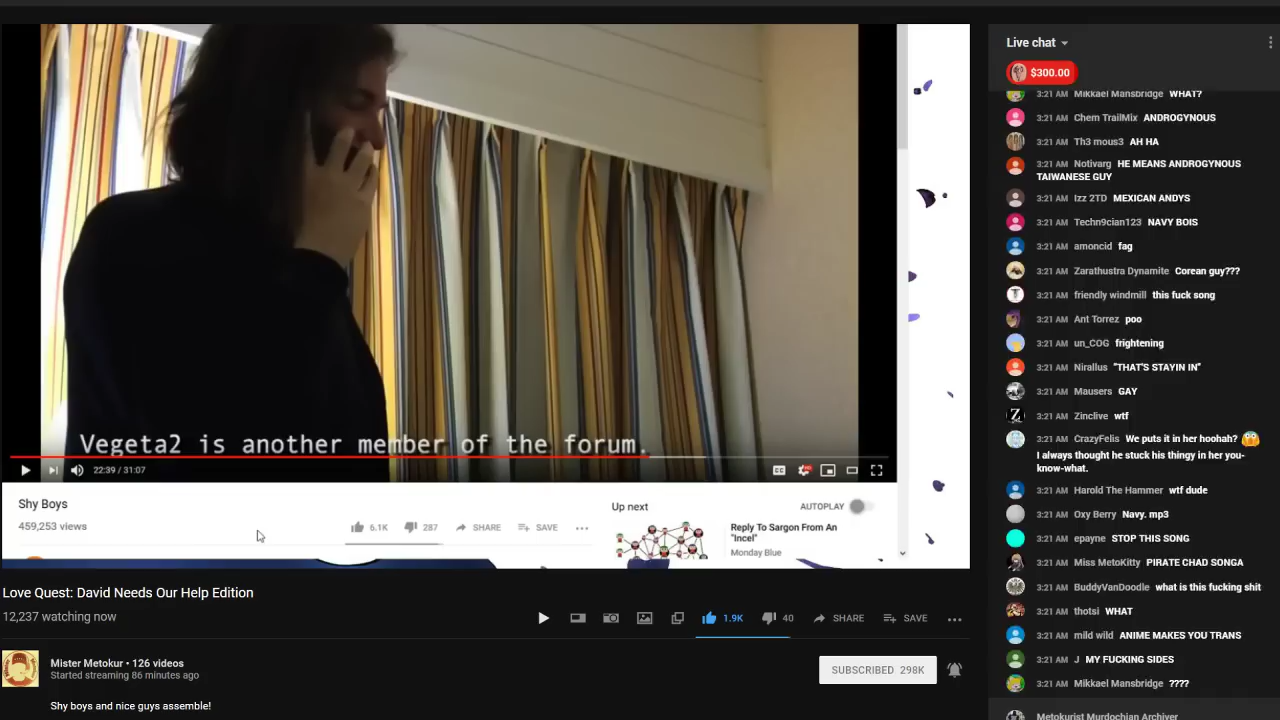 Vegeta2 is another member of the forum.
22:39 / 31:07
Shy Boys
459,253 views
6.1K
287
SHARE
SAVE
Up next
AUTOPLAY
Reply To Sargon From An
"Incel"
Monday Blue
Love Quest: David Needs Our Help Edition
12,237 watching now
1.9K
40
SHARE
SAVE
Mister Metokur • 126 videos
Started streaming 86 minutes ago
SUBSCRIBED 298K
Shy boys and nice guys assemble!
Live chat
$300.00
3:21 AM Mikkael Mansbridge WHAT?
3:21 AM Chem TrailMix ANDROGYNOUS
3:21 AM Th3 mous3 AH HA
3:21 AM Notivarg HE MEANS ANDROGYNOUS
TAIWANESE GUY
3:21 AM Izz 2TD MEXICAN ANDYS
3:21 AM Techn9cian123 NAVY BOIS
3:21 AM amoncid fag
3:21 AM Zarathustra Dynamite Corean guy???
3:21 AM friendly windmill this fuck song
3:21 AM Ant Torrez poo
3:21 AM un_COG frightening
3:21 AM Nirallus "THAT'S STAYIN IN"
3:21 AM Mausers GAY
3:21 AM Zinclive wtf
3:21 AM CrazyFelis We puts it in her hoohah? 😱
I always thought he stuck his thingy in her you-
know-what.
3:21 AM Harold The Hammer wtf dude
3:21 AM Oxy Berry Navy. mp3
3:21 AM epayne STOP THIS SONG
3:21 AM Miss MetoKitty PIRATE CHAD SONGA
3:21 AM BuddyVanDoodle what is this fucking shit
3:21 AM thotsi WHAT
3:21 AM mild wild ANIME MAKES YOU TRANS
3:21 AM J MY FUCKING SIDES
3:21 AM Mikkael Mansbridge ????
Metokurist Murdochian Archiver